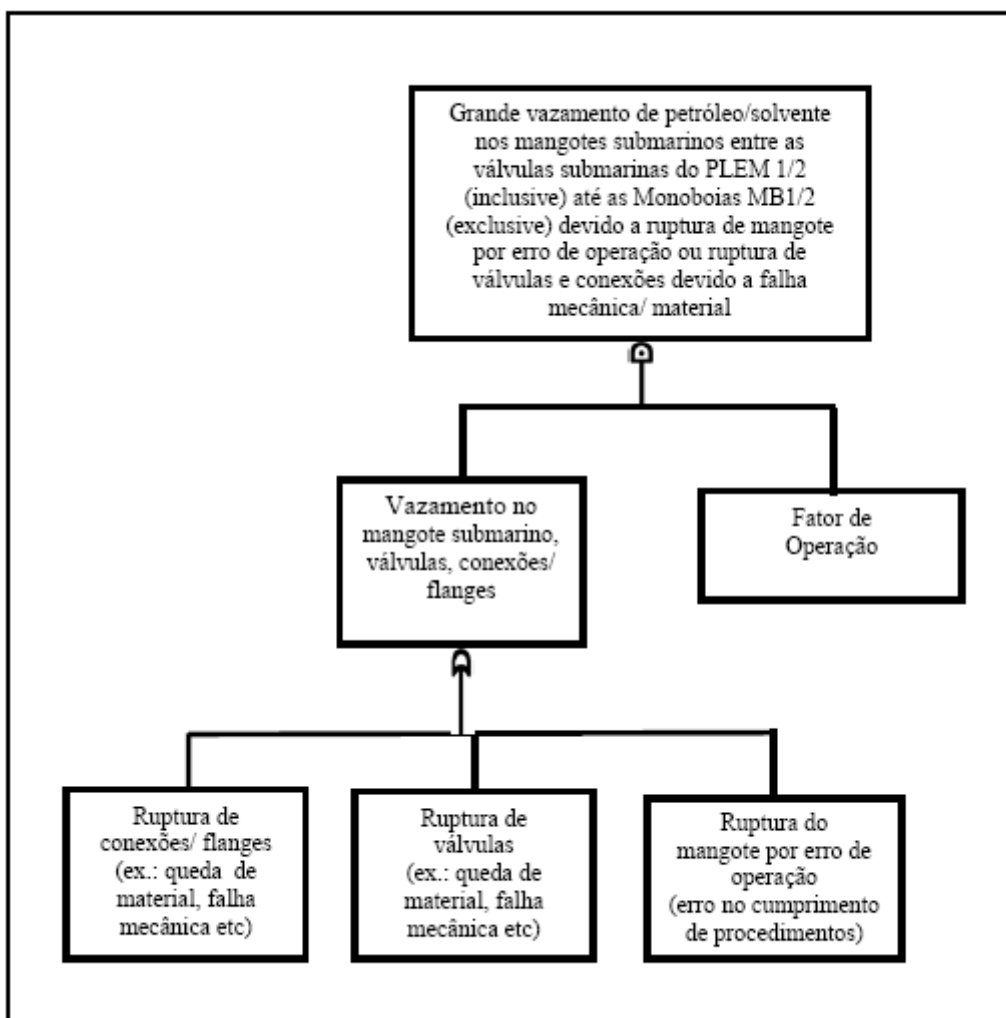 Grande vazamento de petróleo/solvente
nos mangotes submarinos entre as
válvulas submarinas do PLEM 1/2
(inclusive) até as Monoboias MB1/2
(exclusive) devido a ruptura de mangote
por erro de operação ou ruptura de
válvulas e conexões devido a falha
mecânica/ material
Vazamento no
mangote submarino,
válvulas, conexões/
flanges
Fator de
Operação
Ruptura de
conexões/ flanges
(ex.: queda de
material, falha
mecânica etc)
Ruptura de
válvulas
(ex.: queda de
material, falha
mecânica etc)
Ruptura do
mangote por erro de
operação
(erro no cumprimento
de procedimentos)